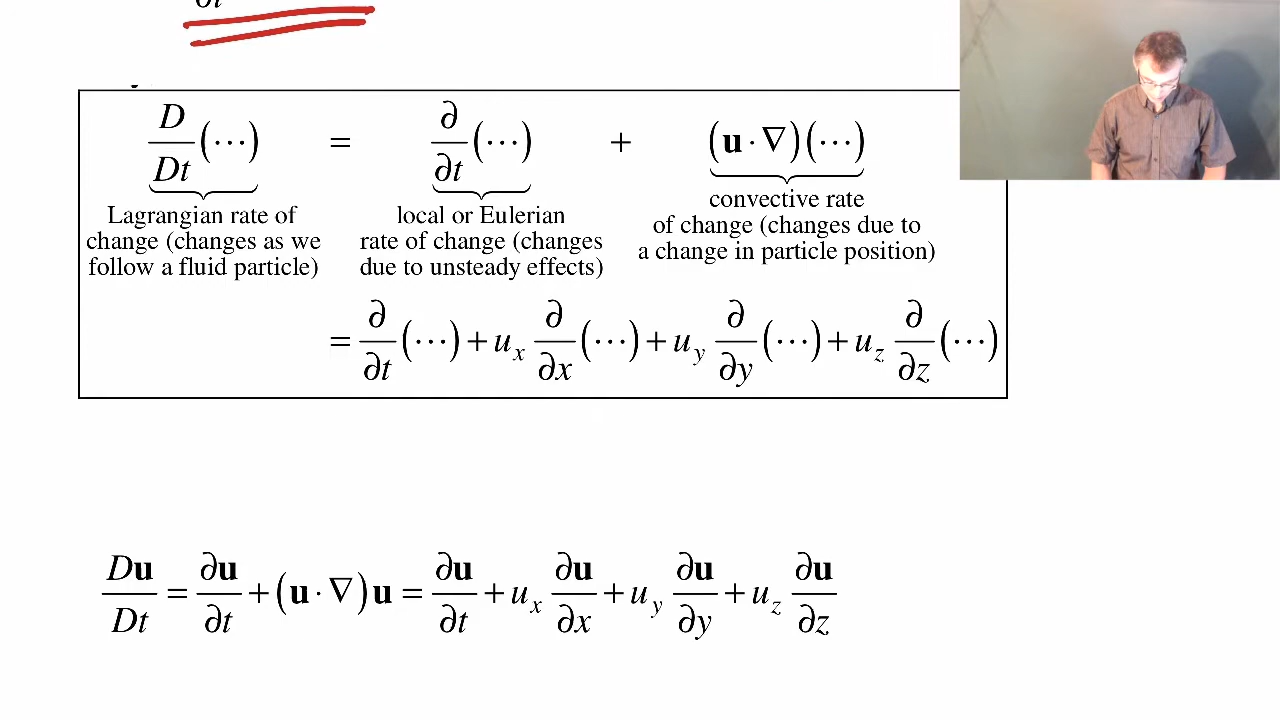 ∂t
D/Dt (⋯) = ∂/∂t (⋯) + (u · ∇)(⋯)
Lagrangian rate of change (changes as we follow a fluid particle)
local or Eulerian rate of change (changes due to unsteady effects)
convective rate of change (changes due to a change in particle position)
= ∂/∂t (⋯) + u_x ∂/∂x (⋯) + u_y ∂/∂y (⋯) + u_z ∂/∂z (⋯)
Du/Dt = ∂u/∂t + (u · ∇)u = ∂u/∂t + u_x ∂u/∂x + u_y ∂u/∂y + u_z ∂u/∂z